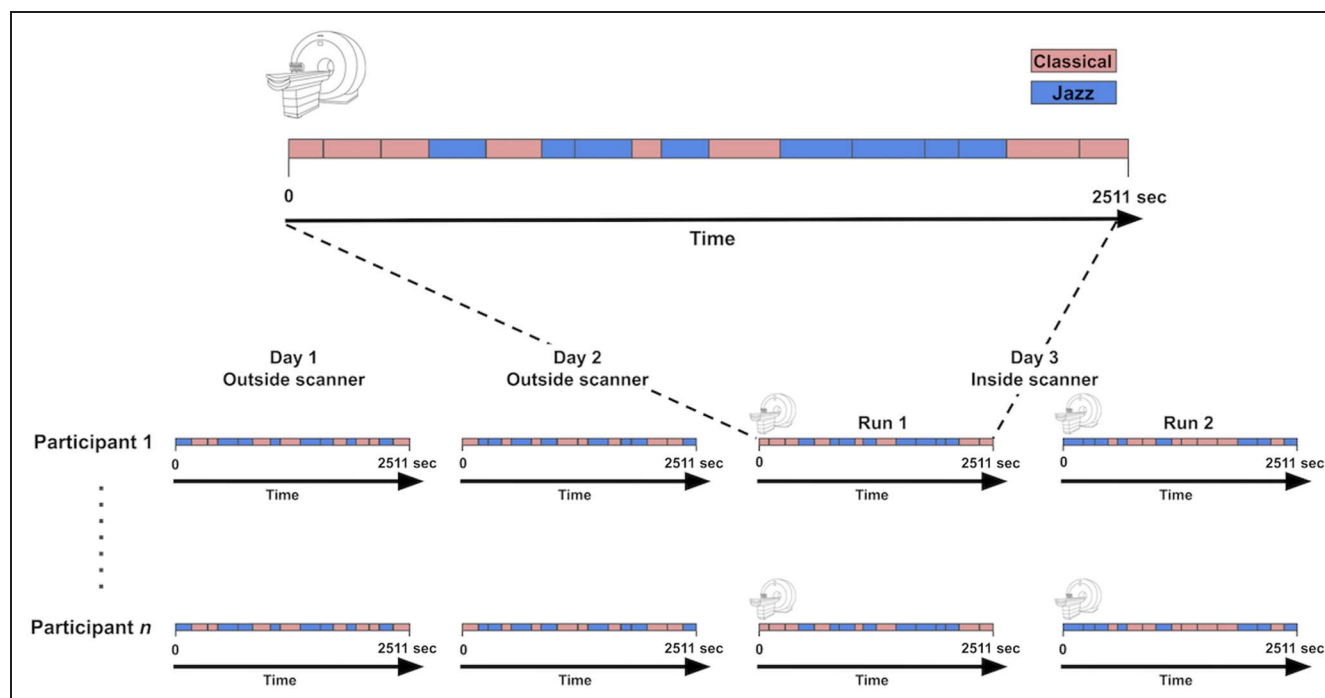 Classical
Jazz
0
2511 sec
Time
Day 1
Outside scanner
Day 2
Outside scanner
Day 3
Inside scanner
Participant 1
Run 1
Run 2
0
2511 sec
0
2511 sec
0
2511 sec
0
2511 sec
Time
Time
Time
Time
Participant n
0
2511 sec
0
2511 sec
0
2511 sec
0
2511 sec
Time
Time
Time
Time